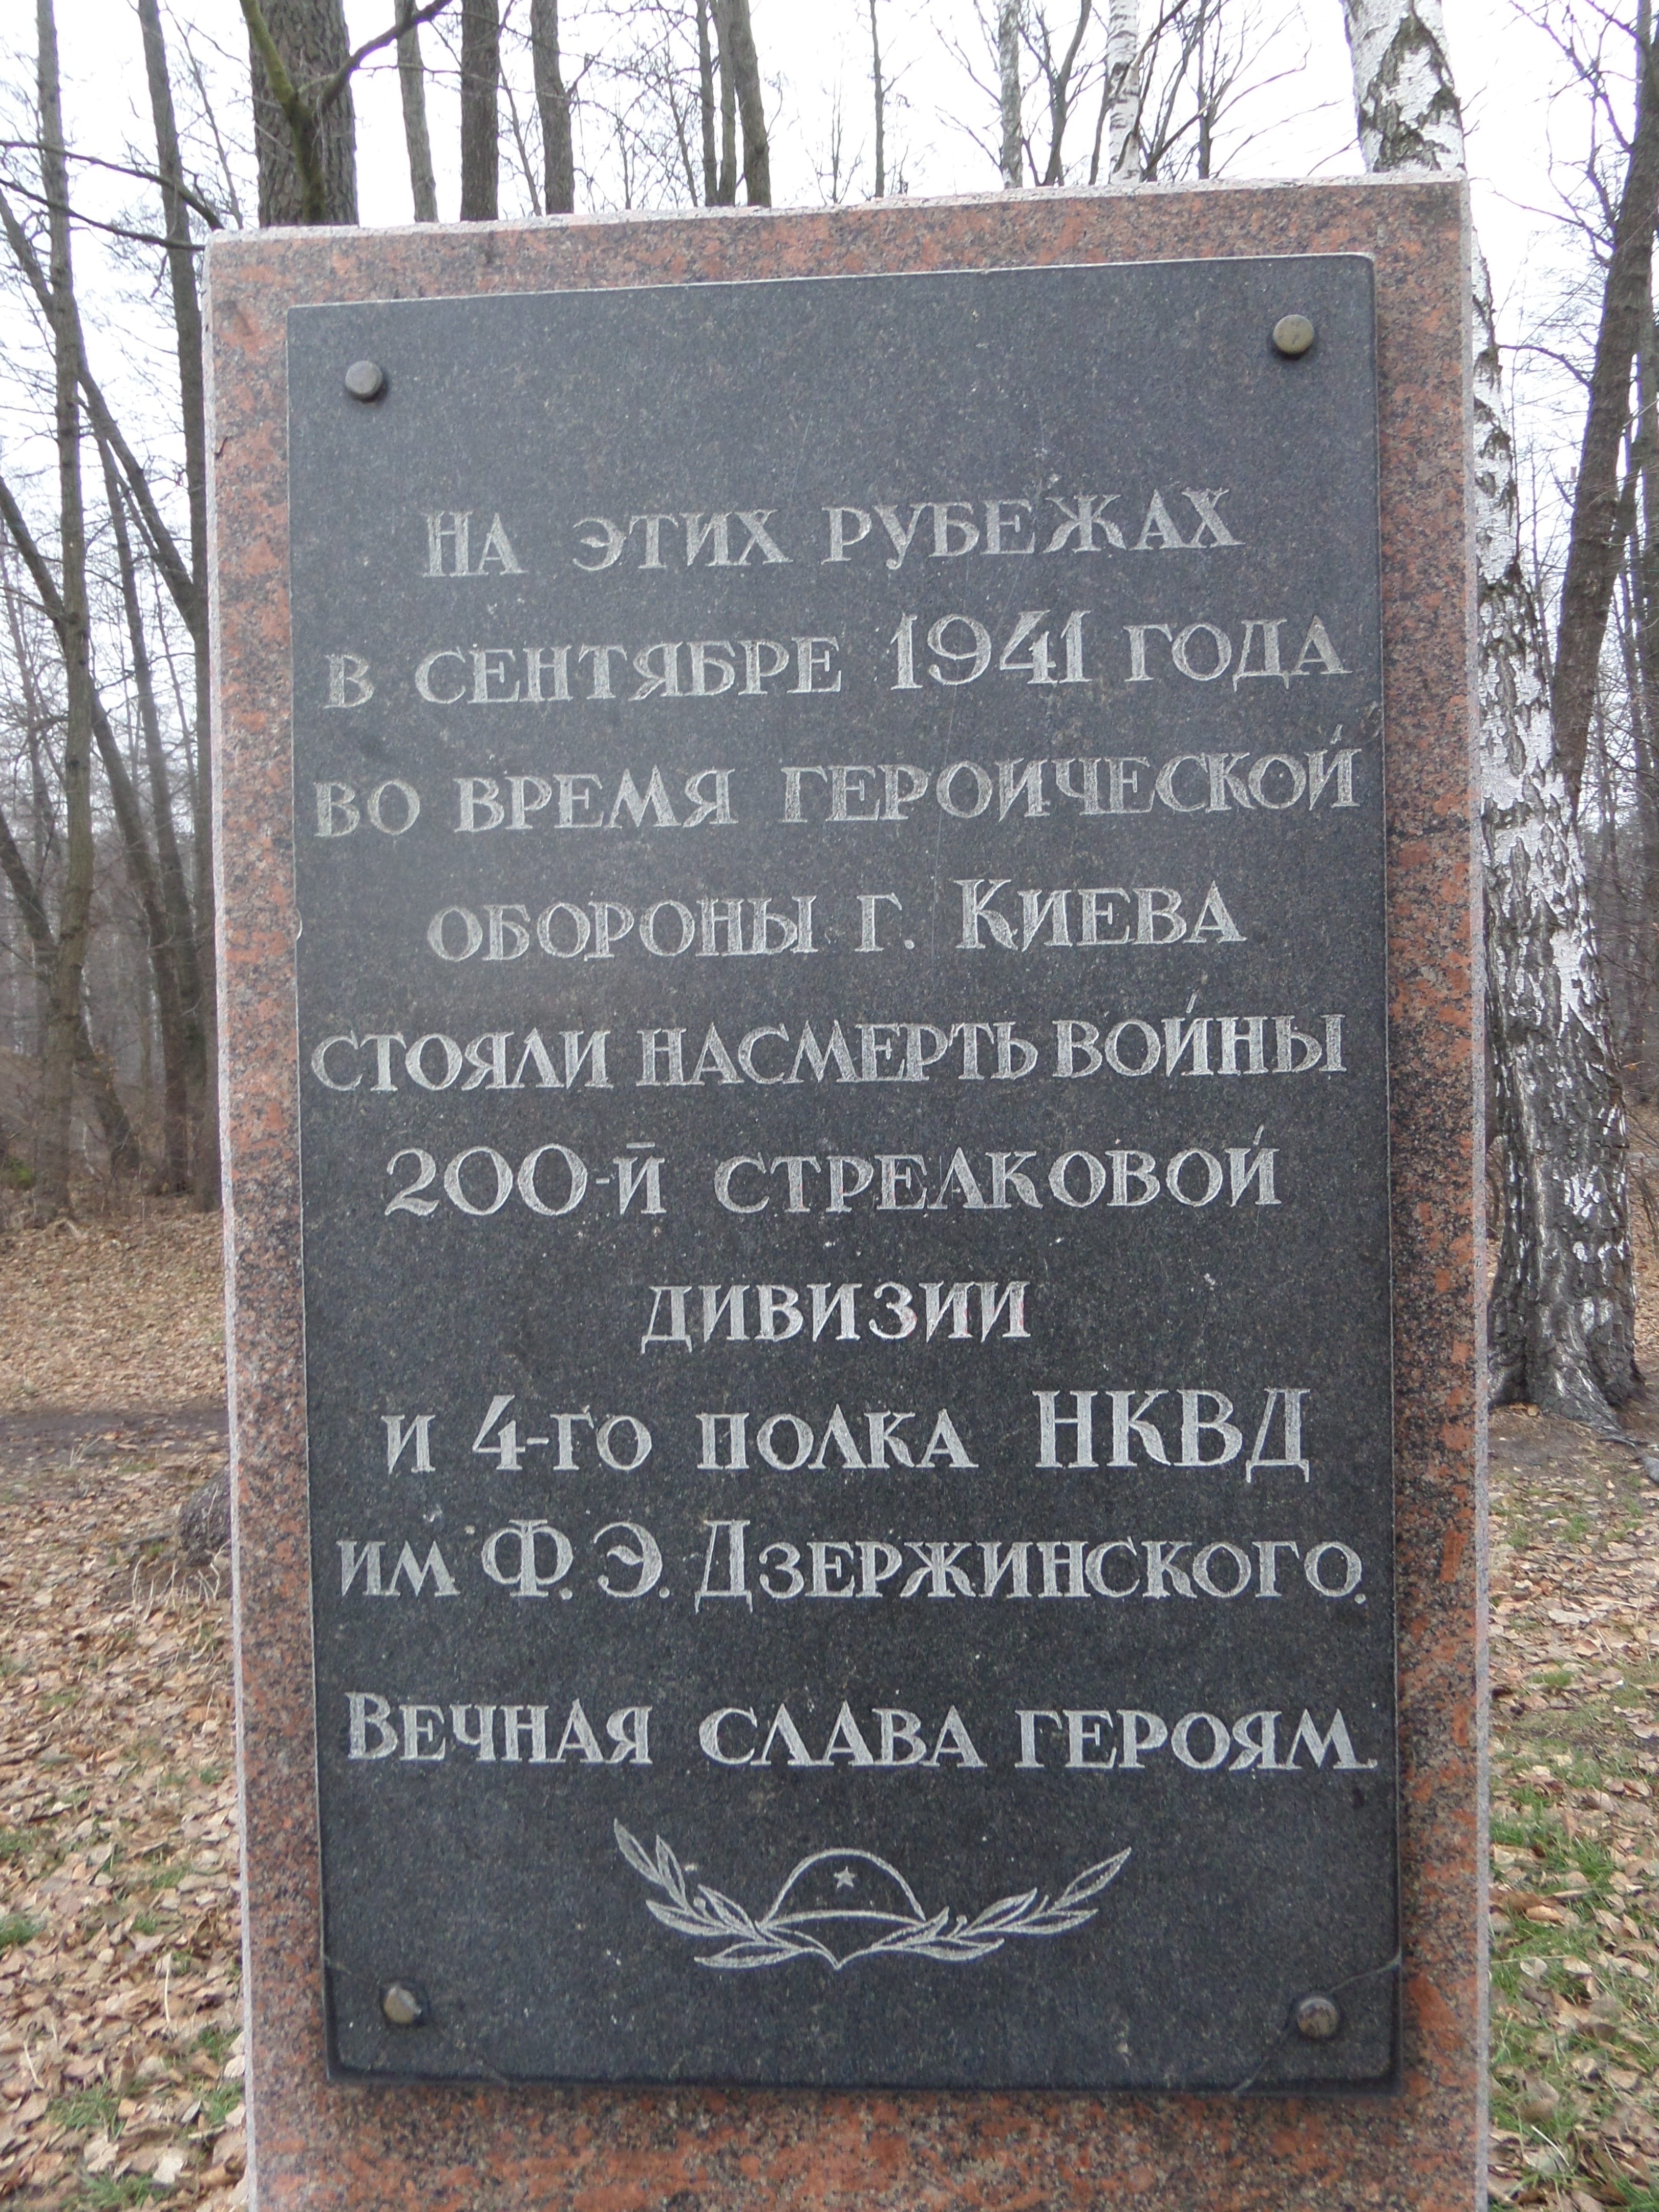 На этих рубежах
в сентябре 1941 года
во время героической
обороны г. Киева
стояли насмерть войны
200-й стрелковой
дивизии
и 4-го полка НКВД
им Ф. Э. Дзержинского.
Вечная слава героям.